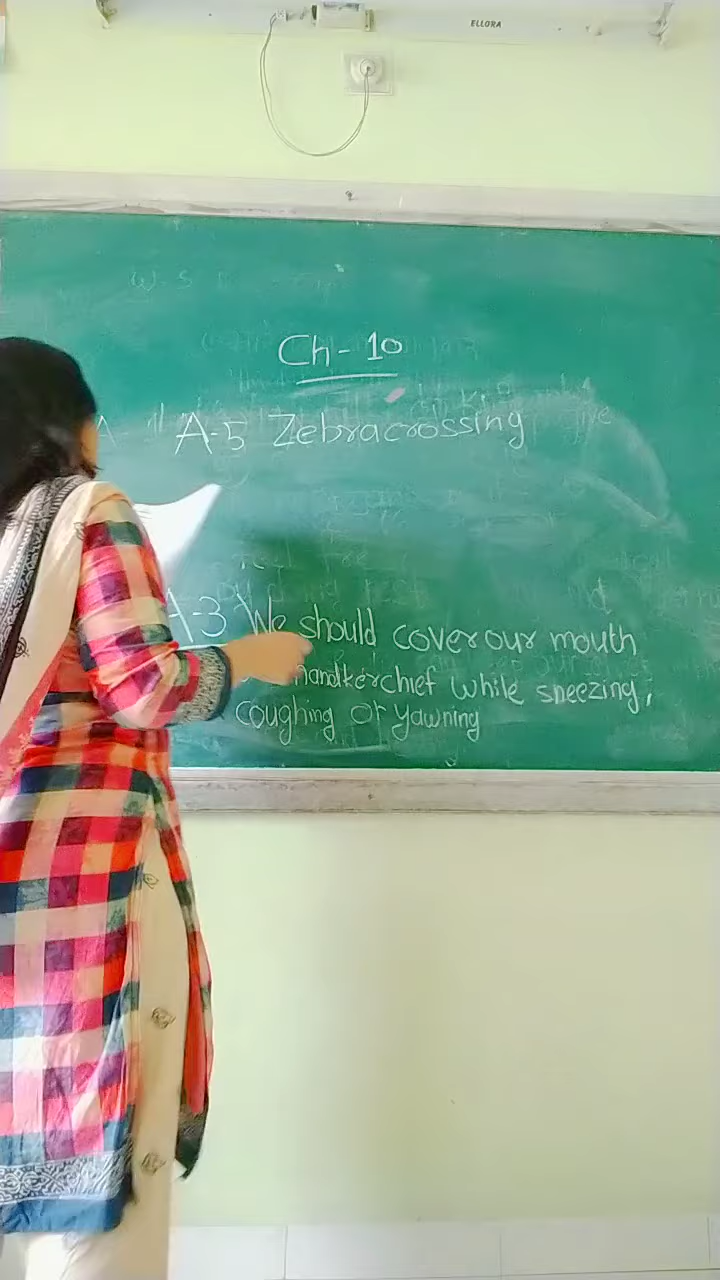 ELLORA
W.S
Ch-10
A-5 Zebracrossing
A-3 We should cover our mouth
handkerchief while sneezing,
coughing or yawning